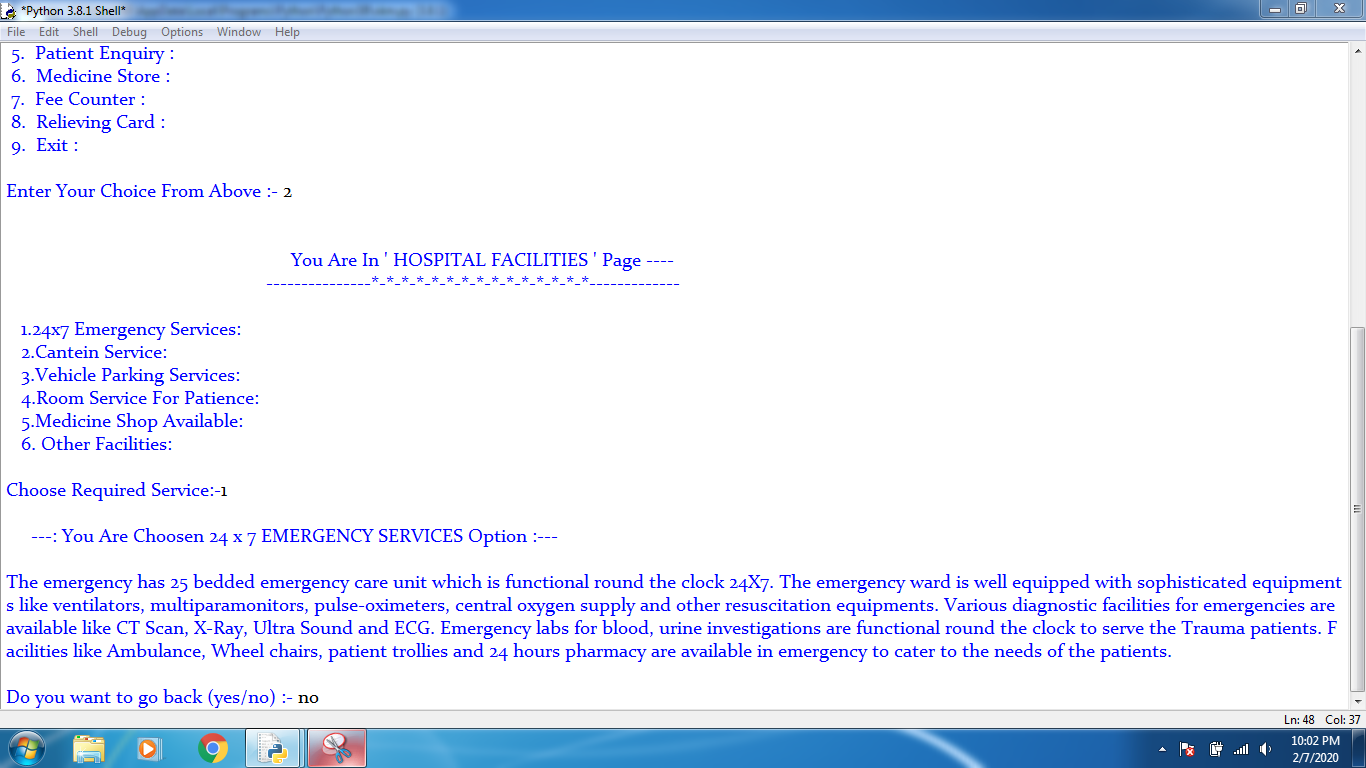 *Python 3.8.1 Shell*
File Edit Shell Debug Options Window Help
5. Patient Enquiry :
6. Medicine Store :
7. Fee Counter :
8. Relieving Card :
9. Exit :
Enter Your Choice From Above :- 2
You Are In ' HOSPITAL FACILITIES ' Page ----
---------------*-*-*-*-*-*-*-*-*-*-*-*-*-*-*-------------
1.24x7 Emergency Services:
2.Cantein Service:
3.Vehicle Parking Services:
4.Room Service For Patience:
5.Medicine Shop Available:
6. Other Facilities:
Choose Required Service:-1
---: You Are Choosen 24 x 7 EMERGENCY SERVICES Option :---
The emergency has 25 bedded emergency care unit which is functional round the clock 24X7. The emergency ward is well equipped with sophisticated equipment
s like ventilators, multiparamonitors, pulse-oximeters, central oxygen supply and other resuscitation equipments. Various diagnostic facilities for emergencies are
available like CT Scan, X-Ray, Ultra Sound and ECG. Emergency labs for blood, urine investigations are functional round the clock to serve the Trauma patients. F
acilities like Ambulance, Wheel chairs, patient trollies and 24 hours pharmacy are available in emergency to cater to the needs of the patients.
Do you want to go back (yes/no) :- no
Ln: 48 Col: 37
10:02 PM
2/7/2020